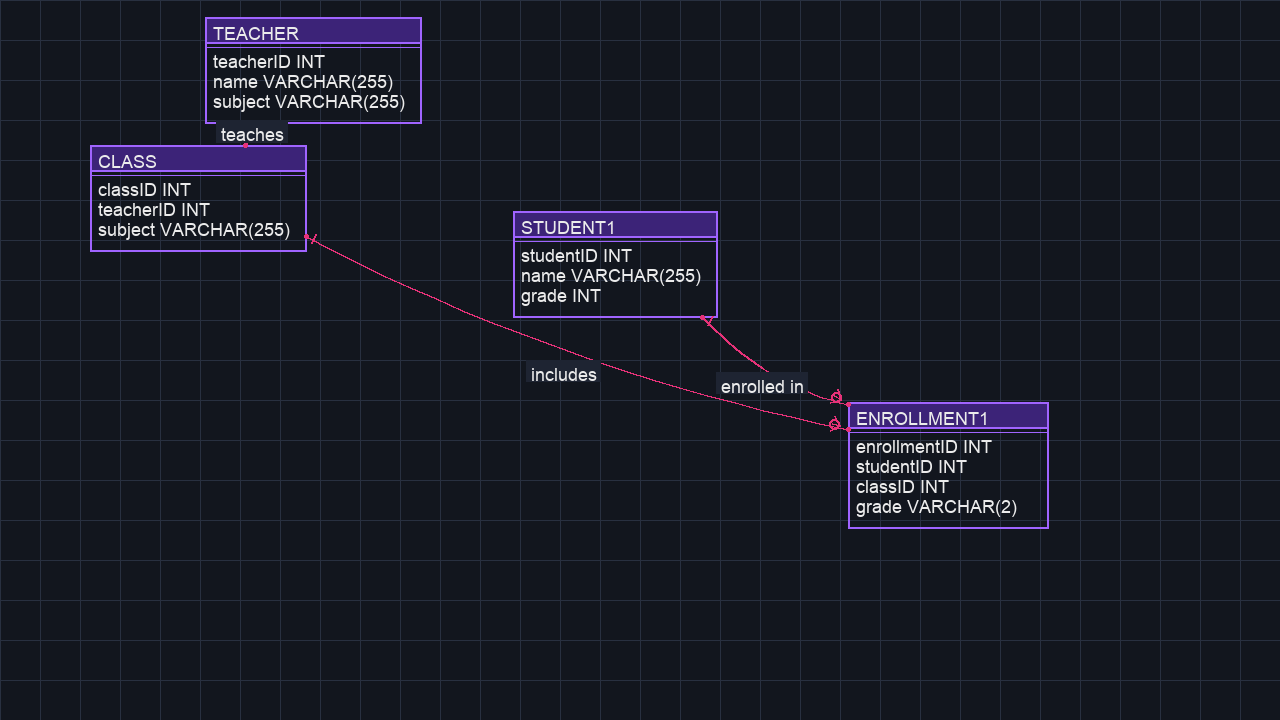 TEACHER
teacherID INT
name VARCHAR(255)
subject VARCHAR(255)
teaches
CLASS
classID INT
teacherID INT
subject VARCHAR(255)
STUDENT1
studentID INT
name VARCHAR(255)
grade INT
includes
enrolled in
ENROLLMENT1
enrollmentID INT
studentID INT
classID INT
grade VARCHAR(2)